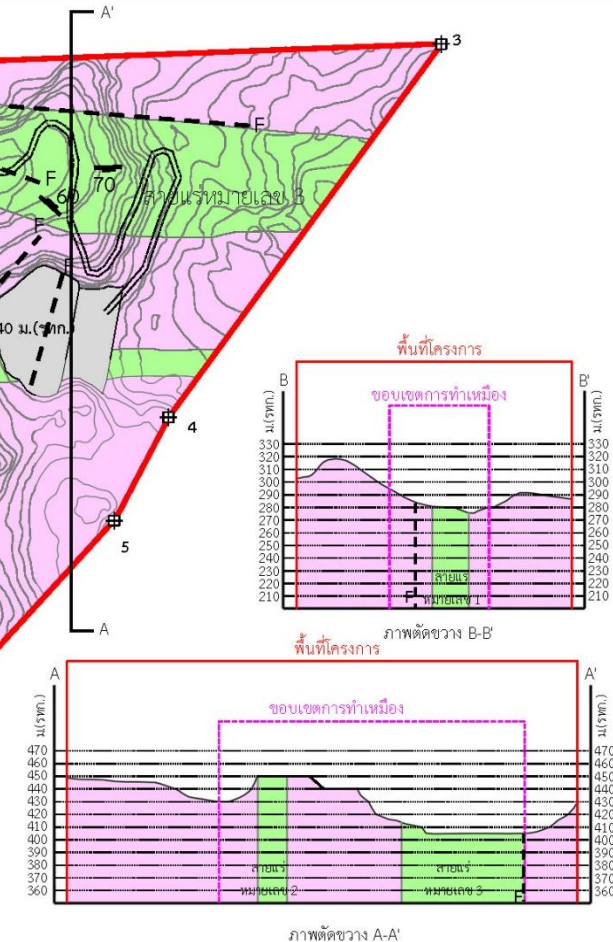 A'
3
F
F
60
70
สายแร่หมายเลข 3
F
F
40 ม.(รทก.)
4
5
A
พื้นที่โครงการ
B
B'
ขอบเขตการทำเหมือง
ม.(รทก.)
ม.(รทก.)
330
330
320
320
310
310
300
300
290
290
280
280
270
270
260
260
250
250
240
240
230
230
220
220
210
210
สายแร่
F
หมายเลข 1
ภาพตัดขวาง B-B'
พื้นที่โครงการ
A
A'
ขอบเขตการทำเหมือง
ม.(รทก.)
ม.(รทก.)
470
470
460
460
450
450
440
440
430
430
420
420
410
410
400
400
390
390
380
380
370
370
360
360
สายแร่
สายแร่
หมายเลข 2
หมายเลข 3
F
ภาพตัดขวาง A-A'